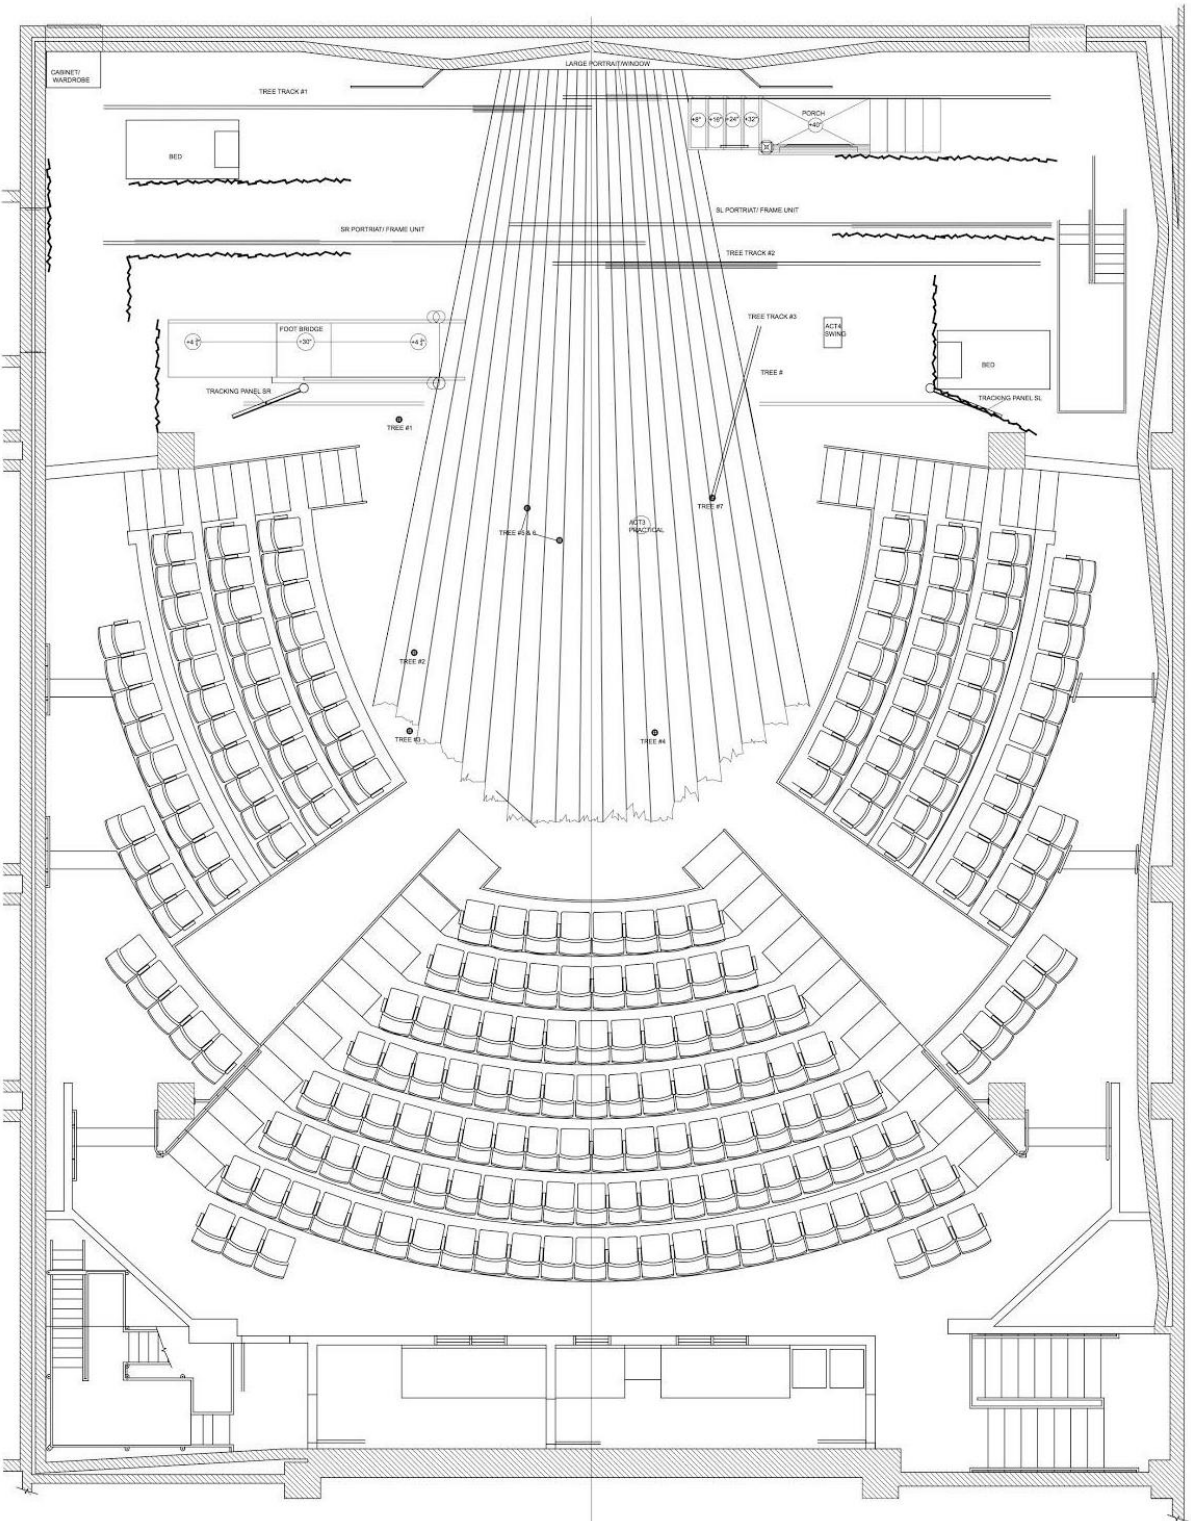 LARGE PORTRAIT/WINDOW
CABINET/
WARDROBE
TREE TRACK #1
+8"
+16"
+24"
+32"
PORCH
+40"
BED
SL PORTRIAT/ FRAME UNIT
SR PORTRIAT/ FRAME UNIT
TREE TRACK #2
TREE TRACK #3
ACT4
SWING
FOOT BRIDGE
+30"
BED
TREE #
TRACKING PANEL SR
TRACKING PANEL SL
TREE #1
TREE #7
ACT3
PRACTICAL
TREE #5 & 6
TREE #2
TREE #3
TREE #4